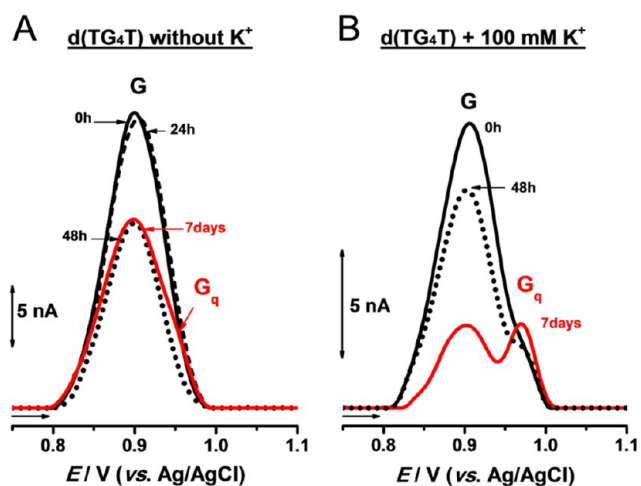 A
d(TG₄T) without K⁺
G
0h
24h
48h
7days
Gq
5 nA
0.8 0.9 1.0 1.1
E / V (vs. Ag/AgCl)
B
d(TG₄T) + 100 mM K⁺
G
0h
48h
Gq
7days
5 nA
0.8 0.9 1.0 1.1
E / V (vs. Ag/AgCl)